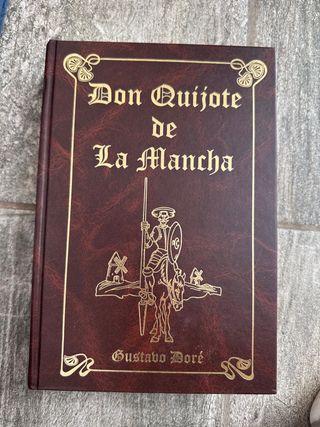 Don Quijote
de
La Mancha
Gustavo Doré